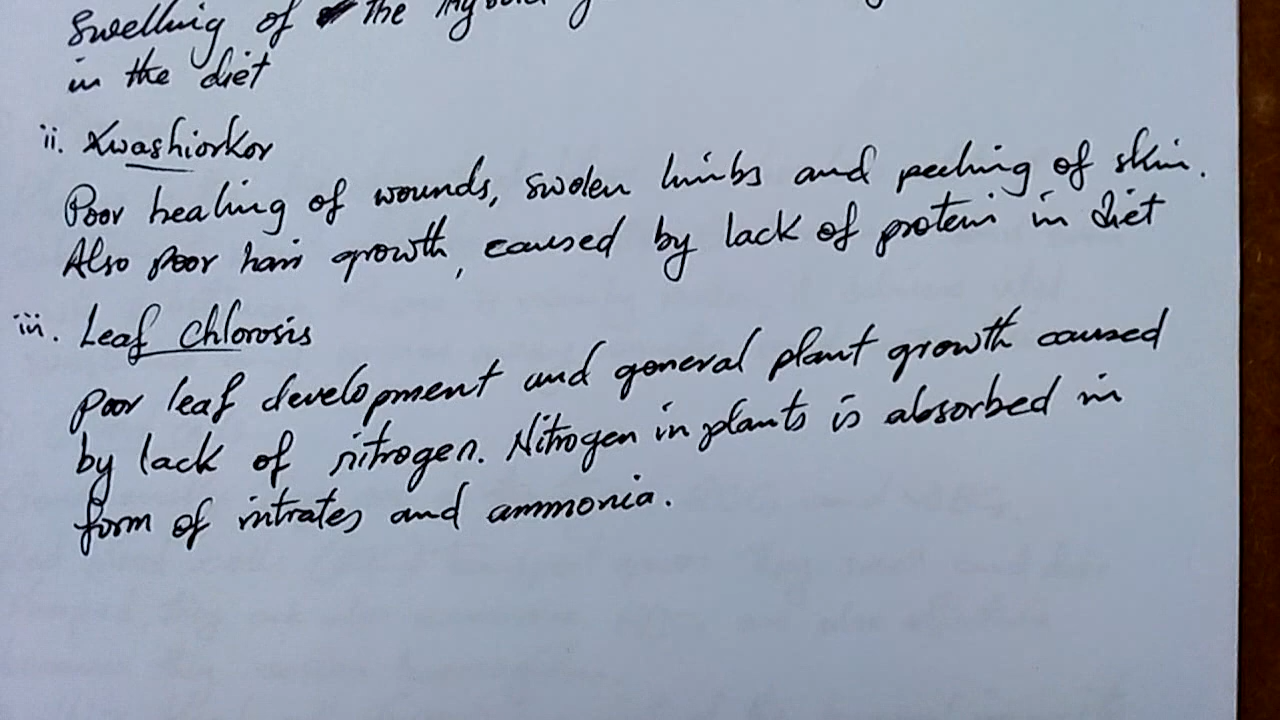 Swelling of the
in the diet
ii. Kwashiorkor
Poor healing of wounds, swolen limbs and peeling of skin.
Also poor hair growth, caused by lack of protein in diet
iii. Leaf Chlorosis
poor leaf development and general plant growth caused
by lack of nitrogen. Nitrogen in plants is absorbed in
form of nitrates and ammonia.